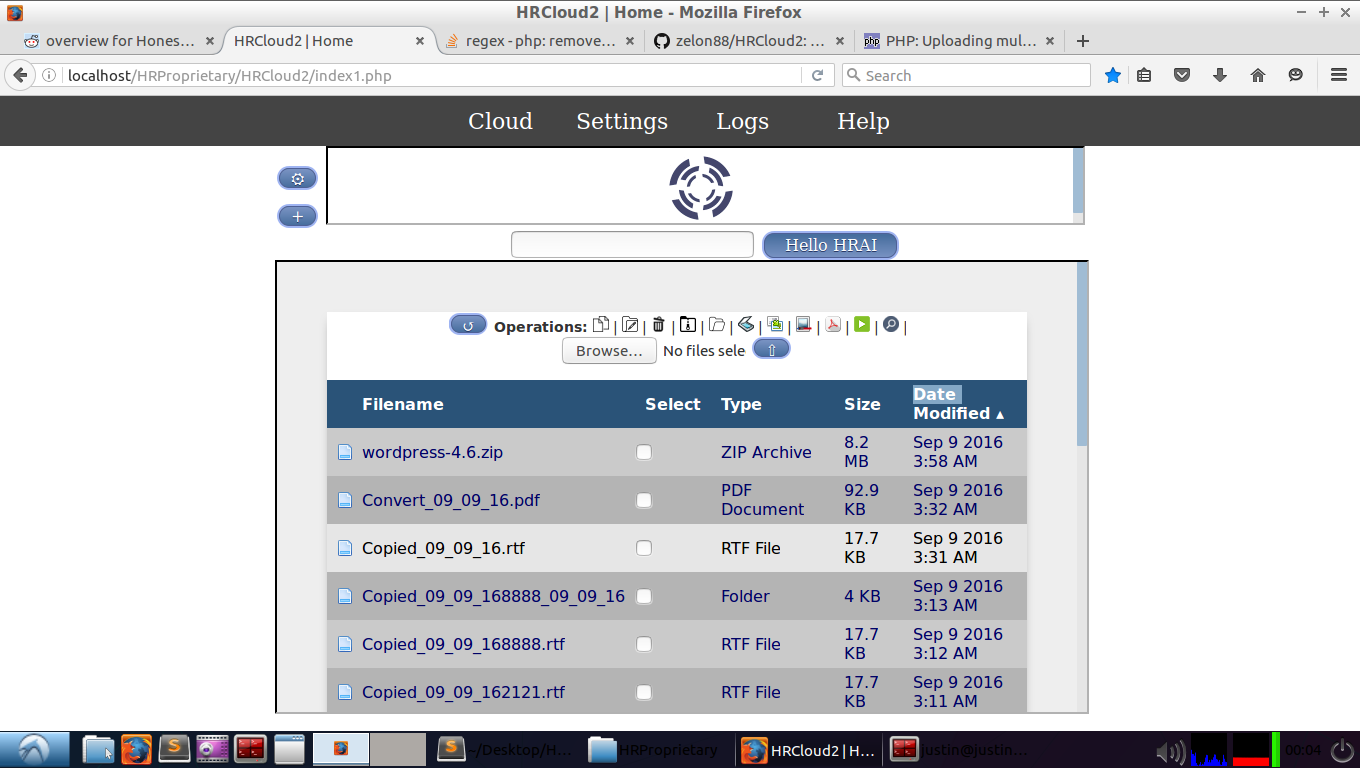 HRCloud2 | Home - Mozilla Firefox
overview for Hones...
HRCloud2 | Home
regex - php: remove...
zelon88/HRCloud2: ...
php
PHP: Uploading mul...
localhost/HRProprietary/HRCloud2/index1.php
Search
Cloud
Settings
Logs
Help
Hello HRAI
Operations: | | | | | | | | | | |
Browse...
No files sele
Filename
Select
Type
Size
Date
Modified ▴
wordpress-4.6.zip
ZIP Archive
8.2
MB
Sep 9 2016
3:58 AM
Convert_09_09_16.pdf
PDF
Document
92.9
KB
Sep 9 2016
3:32 AM
Copied_09_09_16.rtf
RTF File
17.7
KB
Sep 9 2016
3:31 AM
Copied_09_09_168888_09_09_16
Folder
4 KB
Sep 9 2016
3:13 AM
Copied_09_09_168888.rtf
RTF File
17.7
KB
Sep 9 2016
3:12 AM
Copied_09_09_162121.rtf
RTF File
17.7
KB
Sep 9 2016
3:11 AM
~/Desktop/H...
HRProprietary
HRCloud2 | H...
justin@justin...
00:04